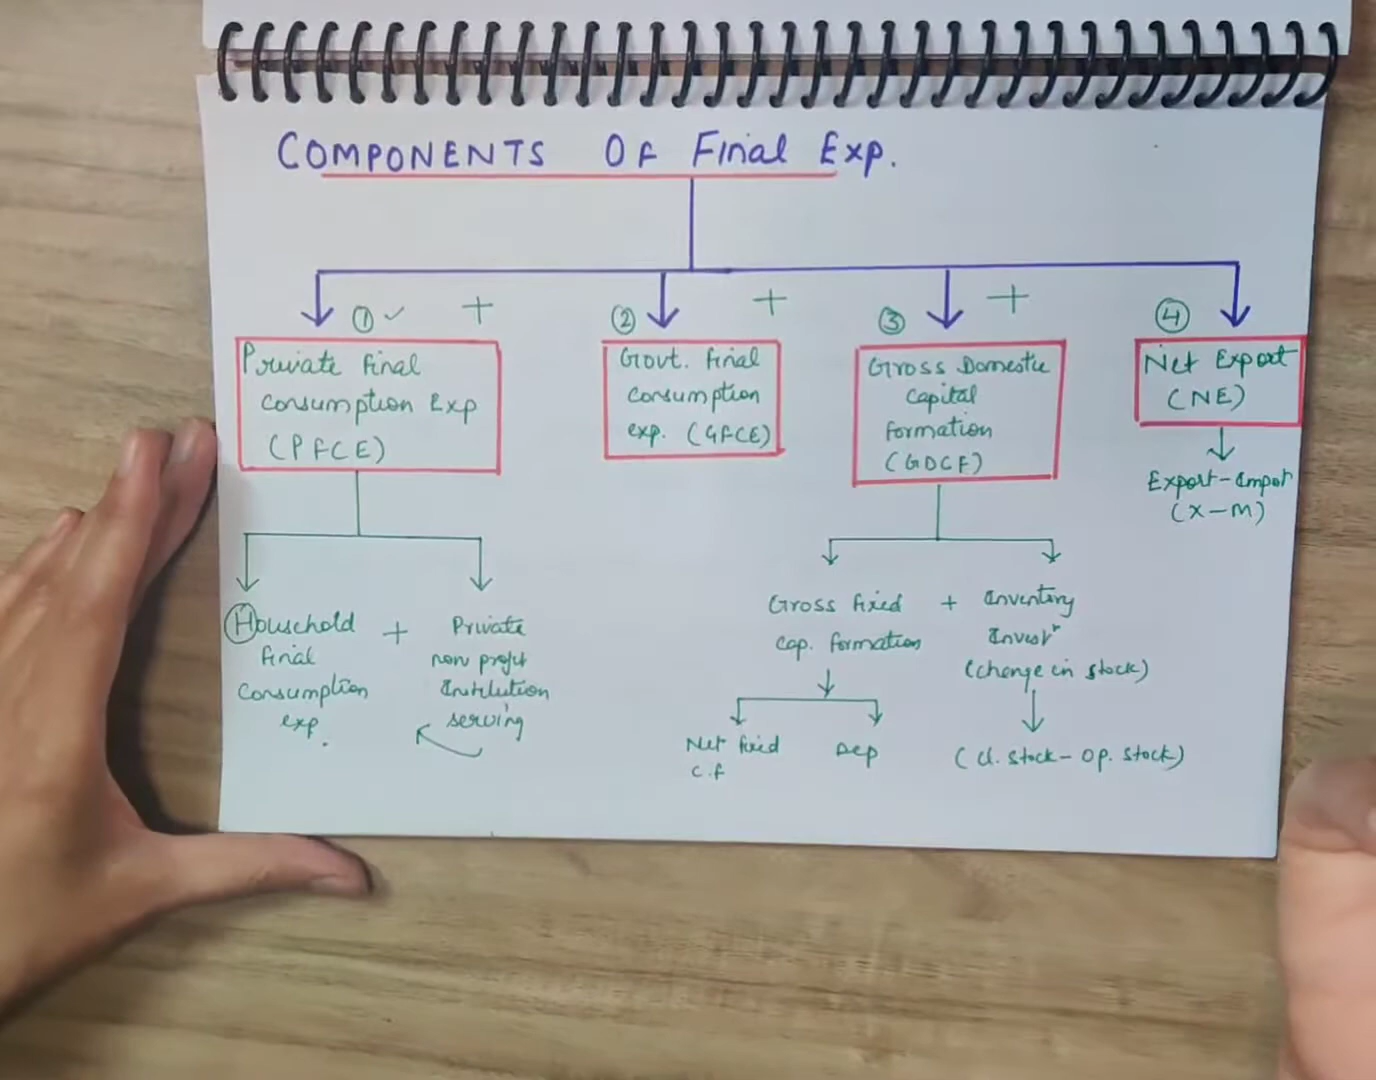 COMPONENTS OF Final Exp.
① ✓ +
② +
③ +
④
Private Final
Consumption Exp
(PFCE)
Govt. final
Consumption
exp. (GFCE)
Gross Domestic
Capital
Formation
(GDCF)
Net Export
(NE)
Export-Import
(X-M)
Household
final
Consumption
exp.
+
Private
non profit
Institution
serving
Gross fixed
Cap. formation
+
Inventory
Invest^n
(Change in stock)
Net fixed
C.F
Dep
(Cl. stock - Op. stock)